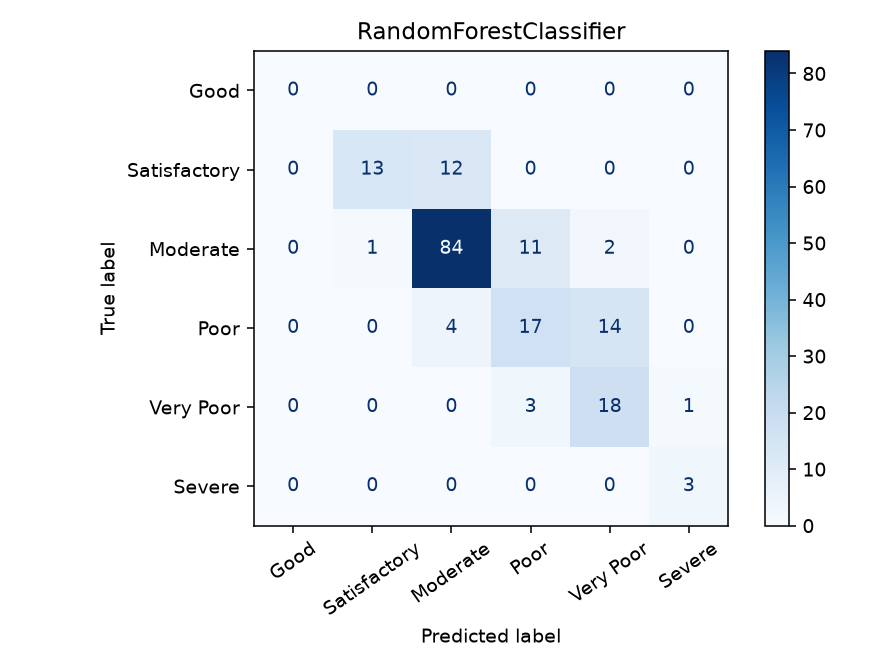 RandomForestClassifier
Good 0 0 0 0 0 0
Satisfactory 0 13 12 0 0 0
Moderate 0 1 84 11 2 0
Poor 0 0 4 17 14 0
Very Poor 0 0 0 3 18 1
Severe 0 0 0 0 0 3
True label
Good Satisfactory Moderate Poor Very Poor Severe
Predicted label
80
70
60
50
40
30
20
10
0